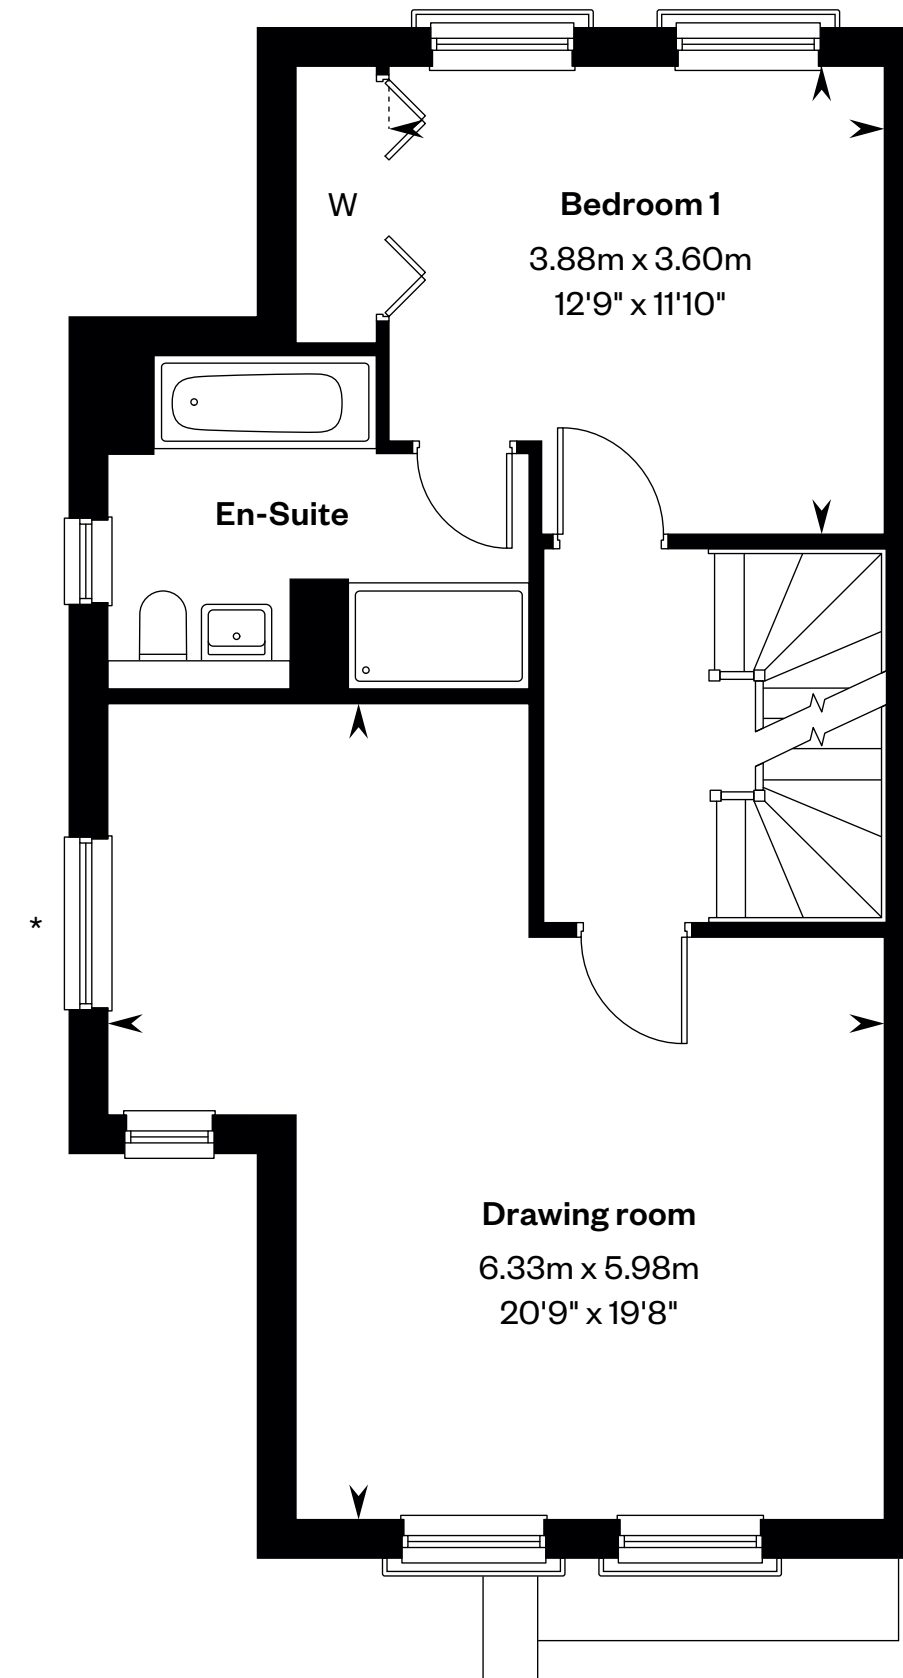 W
Bedroom 1
3.88m x 3.60m
12'9" x 11'10"
En-Suite
*
Drawing room
6.33m x 5.98m
20'9" x 19'8"